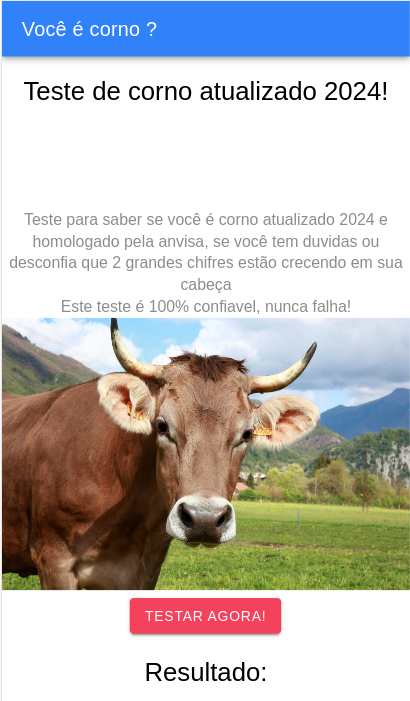 Você é corno ?
Teste de corno atualizado 2024!
Teste para saber se você é corno atualizado 2024 e
homologado pela anvisa, se você tem duvidas ou
desconfia que 2 grandes chifres estão crescendo em sua
cabeça
Este teste é 100% confiavel, nunca falha!
TESTAR AGORA!
Resultado: